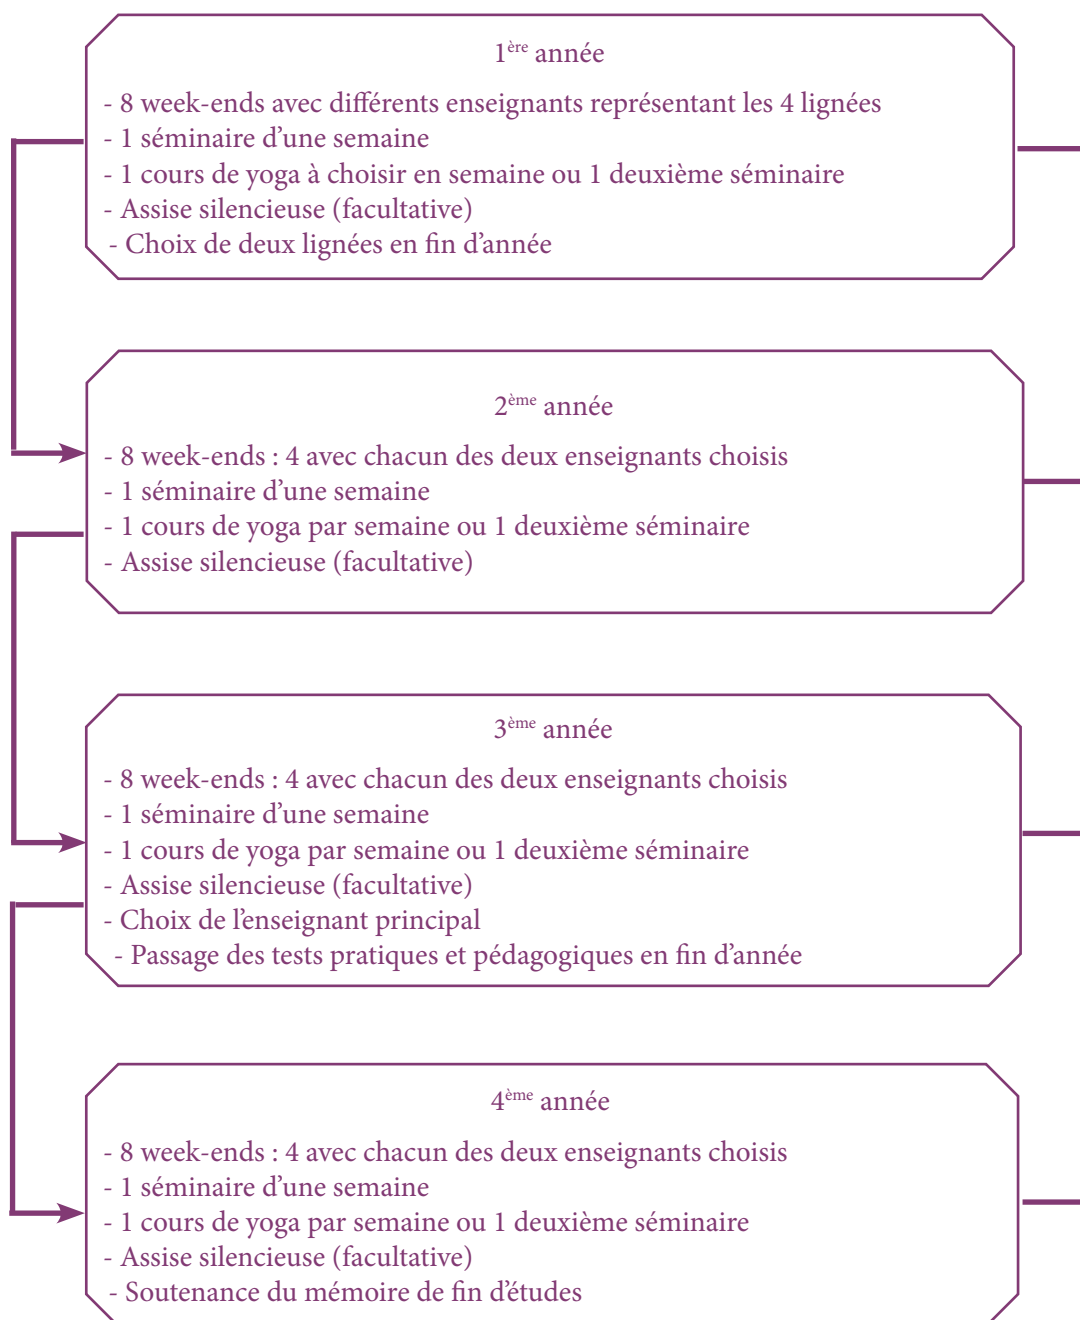 1ère année
- 8 week-ends avec différents enseignants représentant les 4 lignées
- 1 séminaire d'une semaine
- 1 cours de yoga à choisir en semaine ou 1 deuxième séminaire
- Assise silencieuse (facultative)
- Choix de deux lignées en fin d'année
2ème année
- 8 week-ends : 4 avec chacun des deux enseignants choisis
- 1 séminaire d'une semaine
- 1 cours de yoga par semaine ou 1 deuxième séminaire
- Assise silencieuse (facultative)
3ème année
- 8 week-ends : 4 avec chacun des deux enseignants choisis
- 1 séminaire d'une semaine
- 1 cours de yoga par semaine ou 1 deuxième séminaire
- Assise silencieuse (facultative)
- Choix de l'enseignant principal
- Passage des tests pratiques et pédagogiques en fin d'année
4ème année
- 8 week-ends : 4 avec chacun des deux enseignants choisis
- 1 séminaire d'une semaine
- 1 cours de yoga par semaine ou 1 deuxième séminaire
- Assise silencieuse (facultative)
- Soutenance du mémoire de fin d'études